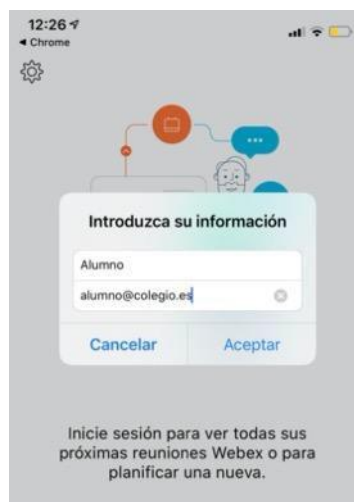 12:26
◀ Chrome
Introduzca su información
Alumno
alumno@colegio.es
Cancelar
Aceptar
Inicie sesión para ver todas sus
próximas reuniones Webex o para
planificar una nueva.